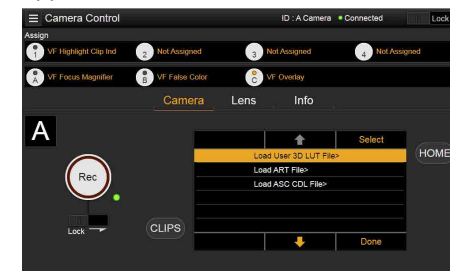 Camera Control
ID : A Camera
Connected
Lock
Assign
1 VF Highlight Clip Ind
2 Not Assigned
3 Not Assigned
4 Not Assigned
A VF Focus Magnifier
B VF False Color
C VF Overlay
Camera Lens Info
A
Select
Load User 3D LUT File>
HOME
Load ART File>
Rec
Load ASC CDL File>
Lock
CLIPS
Done